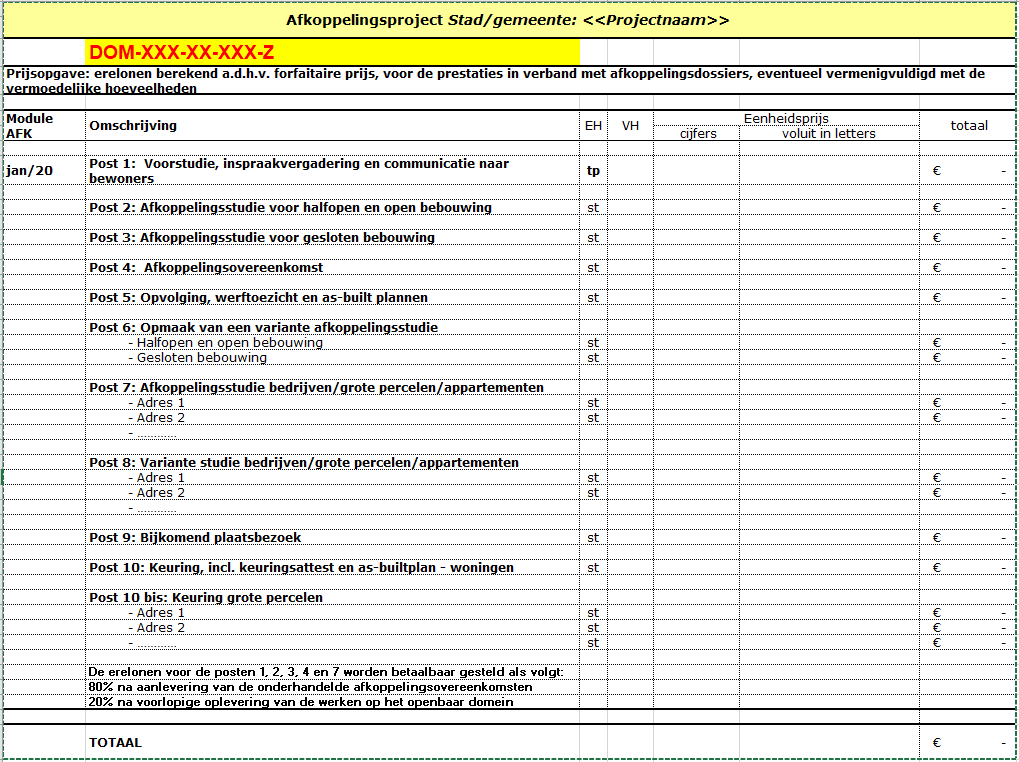 Afkoppelingsproject Stad/gemeente: <<Projectnaam>>
DOM-XXX-XX-XXX-Z
Prijsopgave: erelonen berekend a.d.h.v. forfaitaire prijs, voor de prestaties in verband met afkoppelingsdossiers, eventueel vermenigvuldigd met de
vermoedelijke hoeveelheden
Module AFK Omschrijving EH VH Eenheidsprijs totaal
cijfers voluit in letters
jan/20 Post 1:  Voorstudie, inspraakvergadering en communicatie naar
bewoners tp € -
Post 2: Afkoppelingsstudie voor halfopen en open bebouwing st € -
Post 3: Afkoppelingsstudie voor gesloten bebouwing st € -
Post 4:  Afkoppelingsovereenkomst st € -
Post 5: Opvolging, werftoezicht en as-built plannen st € -
Post 6: Opmaak van een variante afkoppelingsstudie
- Halfopen en open bebouwing st € -
- Gesloten bebouwing st € -
Post 7: Afkoppelingsstudie bedrijven/grote percelen/appartementen
- Adres 1 st € -
- Adres 2 st € -
- ............
Post 8: Variante studie bedrijven/grote percelen/appartementen
- Adres 1 st € -
- Adres 2 st € -
- ............
Post 9: Bijkomend plaatsbezoek st € -
Post 10: Keuring, incl. keuringsattest en as-builtplan - woningen st € -
Post 10 bis: Keuring grote percelen
- Adres 1 st € -
- Adres 2 st € -
- ............ st € -
De erelonen voor de posten 1, 2, 3, 4 en 7 worden betaalbaar gesteld als volgt:
80% na aanlevering van de onderhandelde afkoppelingsovereenkomsten
20% na voorlopige oplevering van de werken op het openbaar domein
TOTAAL € -